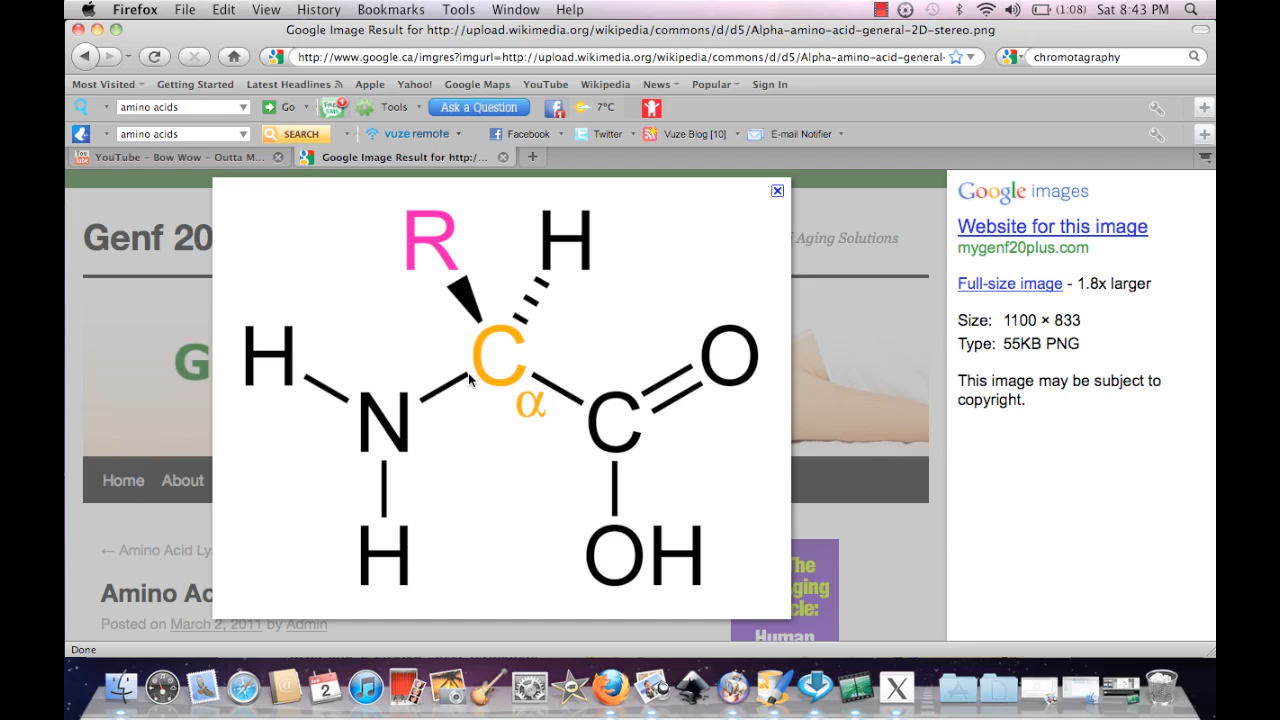 Firefox File Edit View History Bookmarks Tools Window Help (1:08) Sat 8:43 PM
Google Image Result for http://upload.wikimedia.org/wikipedia/commons/d/d5/Alpha-amino-acid-general-2D-stereo.png
http://www.google.ca/imgres?imgurl=http://upload.wikimedia.org/wikipedia/commons/d/d5/Alpha-amino-acid-general- chromotagraphy
Most Visited Getting Started Latest Headlines Apple Yahoo! Google Maps YouTube Wikipedia News Popular Sign In
amino acids Go Tools Ask a Question 7°C
amino acids SEARCH vuze remote Facebook Twitter Vuze Blog [10] E-mail Notifier
YouTube - Bow Wow - Outta M... Google Image Result for http:/...
Genf 20 Aging Solutions
G
R H
H C O
α
N C
H OH
Home About
← Amino Acid Ly
Amino Ac
Posted on March 2, 2011 by Admin
The
aging
cle:
Human
Google images
Website for this image
mygenf20plus.com
Full-size image - 1.8x larger
Size: 1100 × 833
Type: 55KB PNG
This image may be subject to
copyright.
Done
2
X